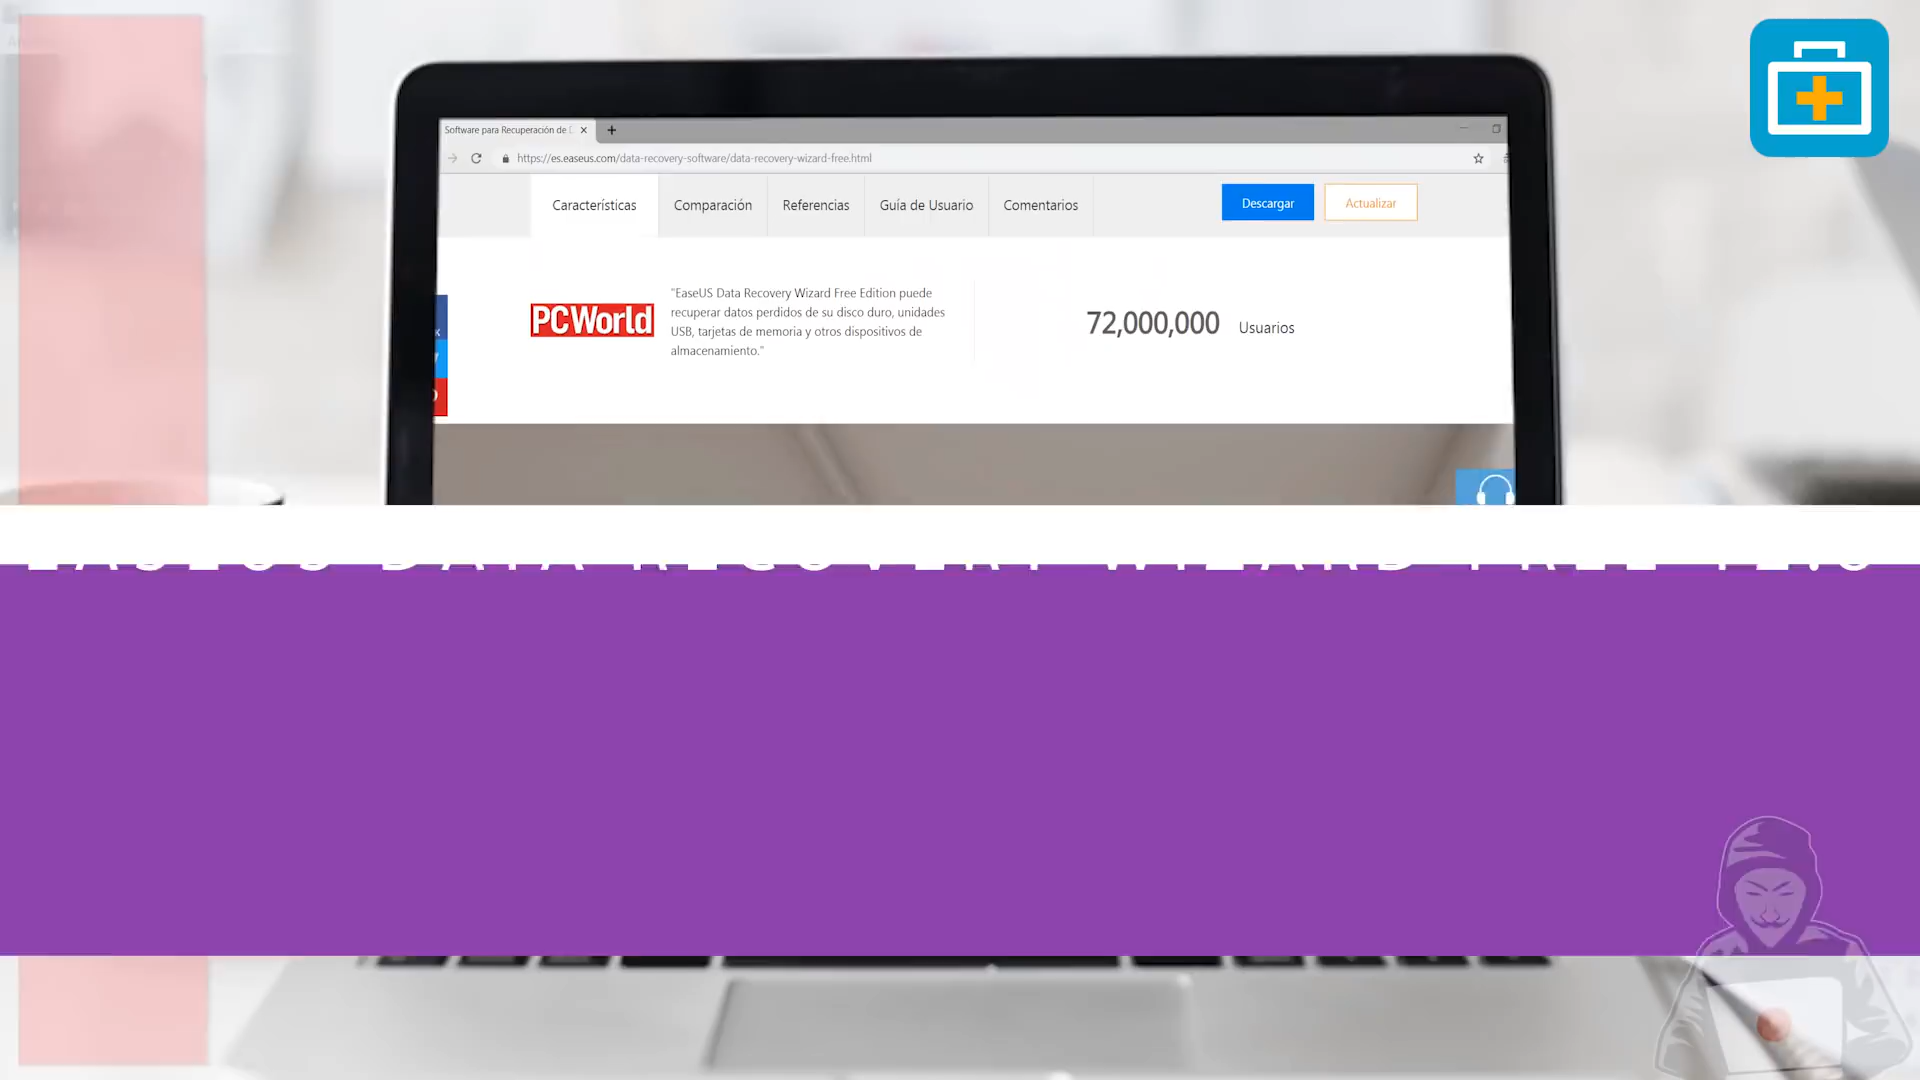 Software para Recuperación de
https://es.easeus.com/data-recovery-software/data-recovery-wizard-free.html
Características
Comparación
Referencias
Guía de Usuario
Comentarios
Descargar
Actualizar
PCWorld
"EaseUS Data Recovery Wizard Free Edition puede
recuperar datos perdidos de su disco duro, unidades
USB, tarjetas de memoria y otros dispositivos de
almacenamiento."
72,000,000 Usuarios